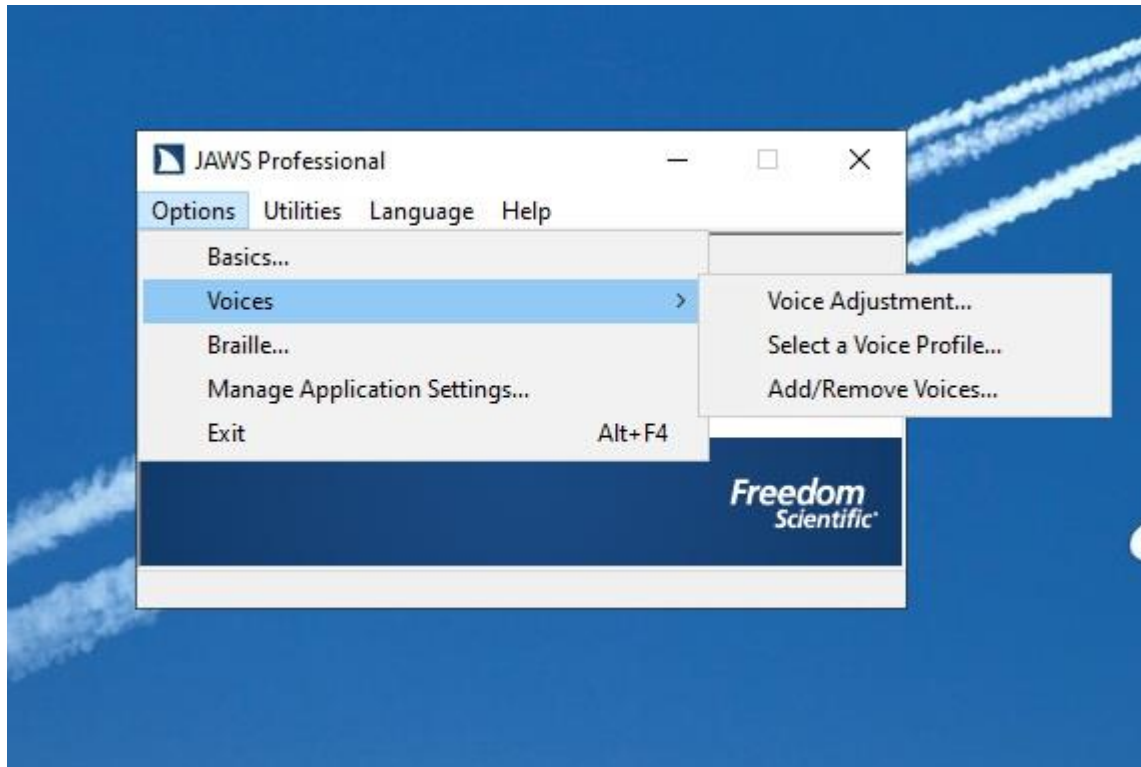 JAWS Professional
Options Utilities Language Help
Basics...
Voices
Braille...
Manage Application Settings...
Exit Alt+F4
Voice Adjustment...
Select a Voice Profile...
Add/Remove Voices...
Freedom
Scientific